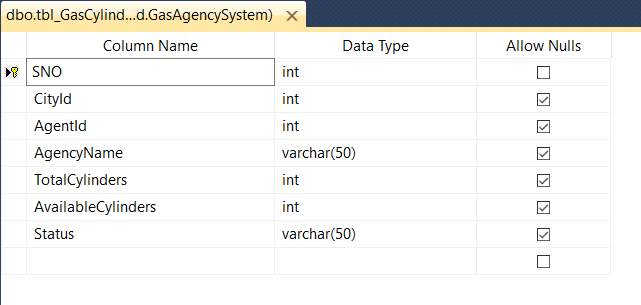 dbo.tbl_GasCylind...d.GasAgencySystem)
Column Name Data Type Allow Nulls
SNO int
CityId int
AgentId int
AgencyName varchar(50)
TotalCylinders int
AvailableCylinders int
Status varchar(50)